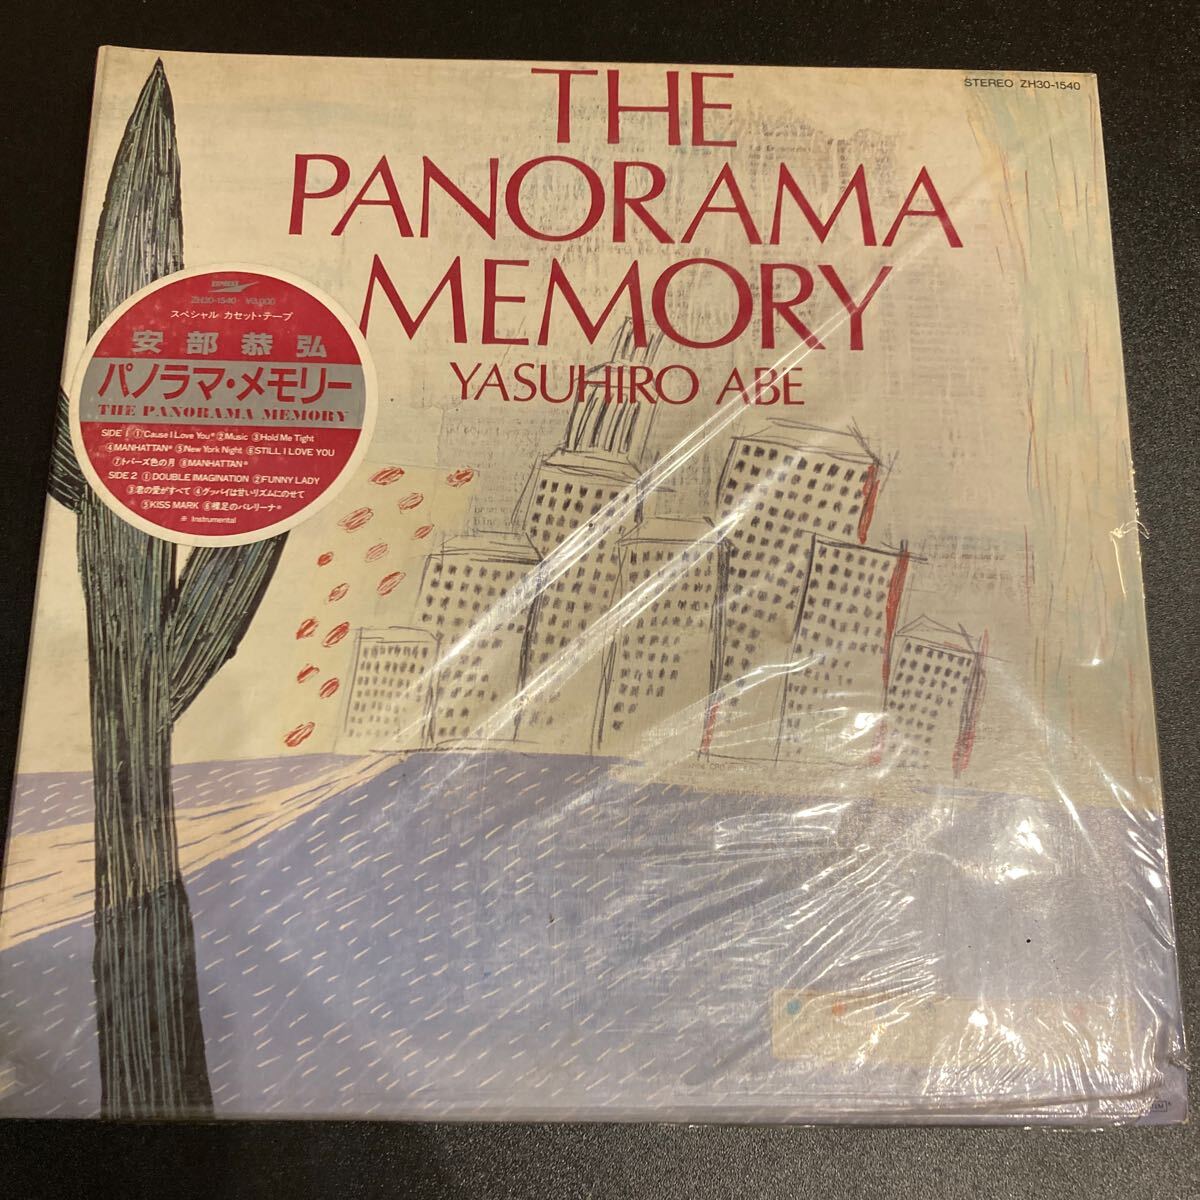 STEREO ZH30-1540
THE
PANORAMA
MEMORY
YASUHIRO ABE
EXPRESS
ZH30-1540 ¥3,000
スペシャル カセット・テープ
安部恭弘
パノラマ・メモリー
THE PANORAMA MEMORY
SIDE 1 ①'Cause I Love You※ ②Music ③Hold Me Tight
④MANHATTAN※ ⑤New York Night ⑥STILL I LOVE YOU
⑦トパーズ色の月 ⑧MANHATTAN※
SIDE 2 ①DOUBLE IMAGINATION ②FUNNY LADY
③君の愛がすべて ④グッバイは甘いリズムにのせて
⑤KISS MARK ⑥裸足のバレリーナ※
※ Instrumental